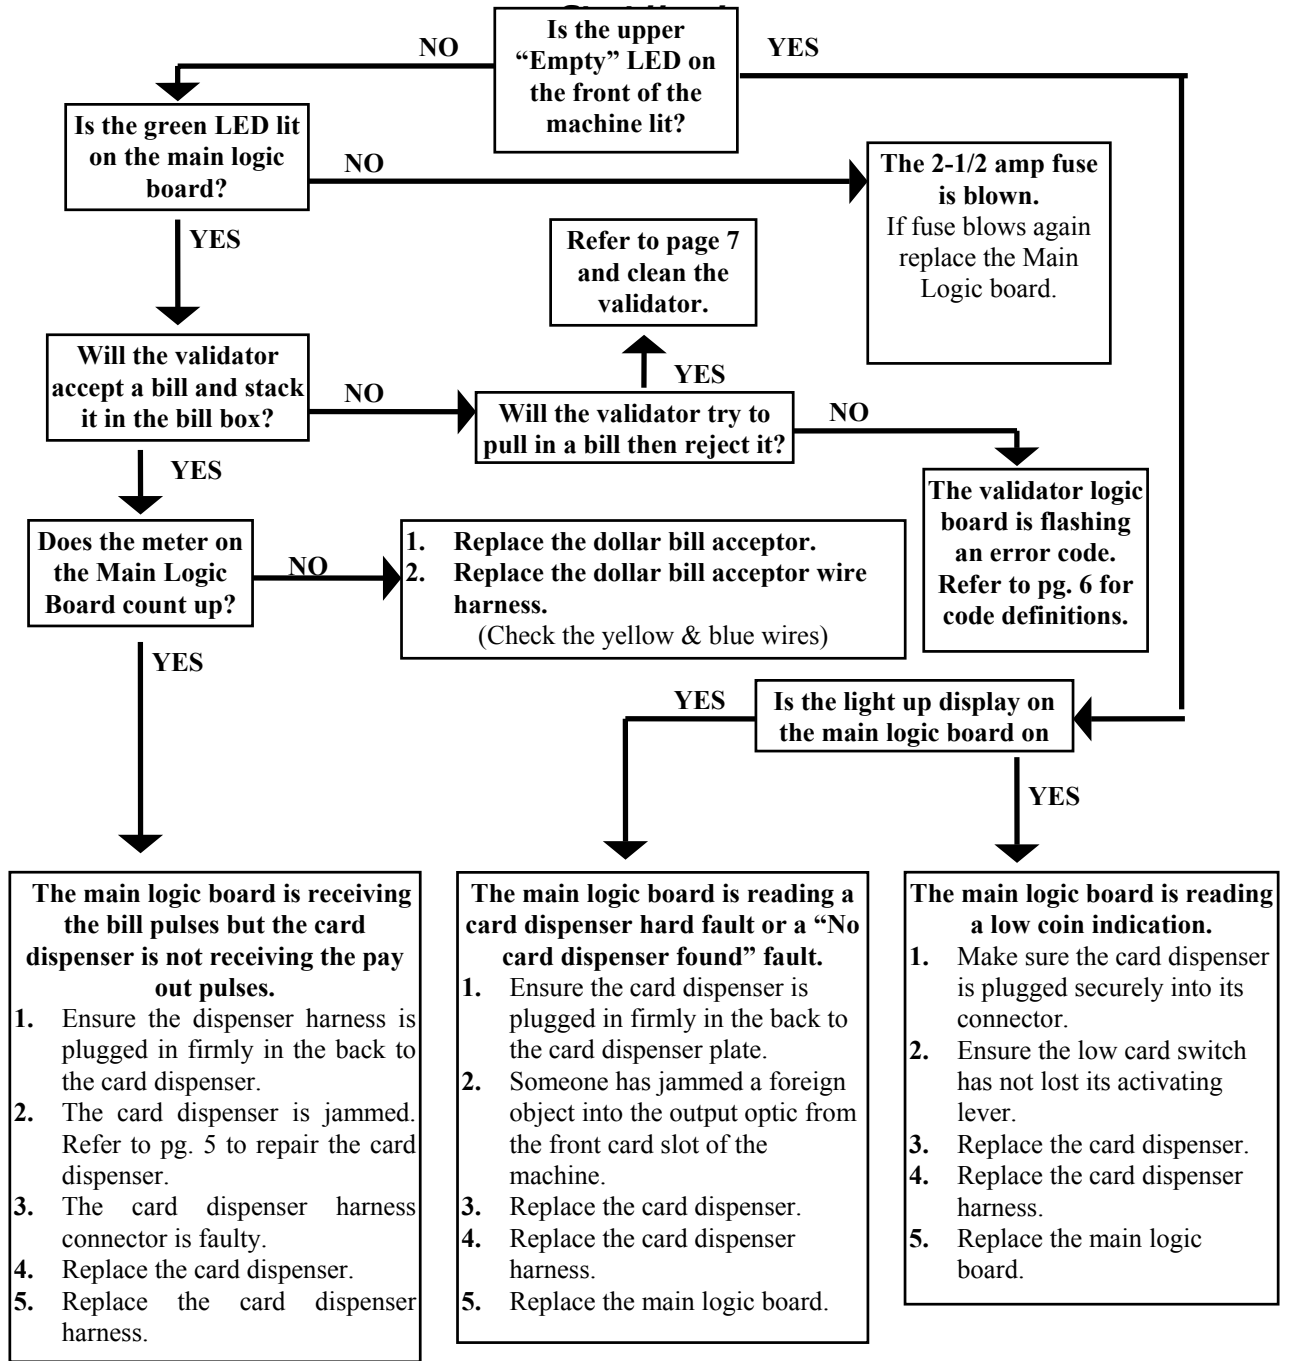 Is the upper
“Empty” LED on
the front of the
machine lit?
NO
YES
Is the green LED lit
on the main logic
board?
NO
The 2-1/2 amp fuse
is blown.
If fuse blows again
replace the Main
Logic board.
YES
Refer to page 7
and clean the
validator.
Will the validator
accept a bill and stack
it in the bill box?
NO
YES
Will the validator try to
pull in a bill then reject it?
NO
YES
The validator logic
board is flashing
an error code.
Refer to pg. 6 for
code definitions.
Does the meter on
the Main Logic
Board count up?
NO
1. Replace the dollar bill acceptor.
2. Replace the dollar bill acceptor wire
harness.
(Check the yellow & blue wires)
YES
YES
Is the light up display on
the main logic board on
YES
The main logic board is receiving
the bill pulses but the card
dispenser is not receiving the pay
out pulses.
1. Ensure the dispenser harness is
plugged in firmly in the back to
the card dispenser.
2. The card dispenser is jammed.
Refer to pg. 5 to repair the card
dispenser.
3. The card dispenser harness
connector is faulty.
4. Replace the card dispenser.
5. Replace the card dispenser
harness.
The main logic board is reading a
card dispenser hard fault or a “No
card dispenser found” fault.
1. Ensure the card dispenser is
plugged in firmly in the back to
the card dispenser plate.
2. Someone has jammed a foreign
object into the output optic from
the front card slot of the
machine.
3. Replace the card dispenser.
4. Replace the card dispenser
harness.
5. Replace the main logic board.
The main logic board is reading
a low coin indication.
1. Make sure the card dispenser
is plugged securely into its
connector.
2. Ensure the low card switch
has not lost its activating
lever.
3. Replace the card dispenser.
4. Replace the card dispenser
harness.
5. Replace the main logic
board.